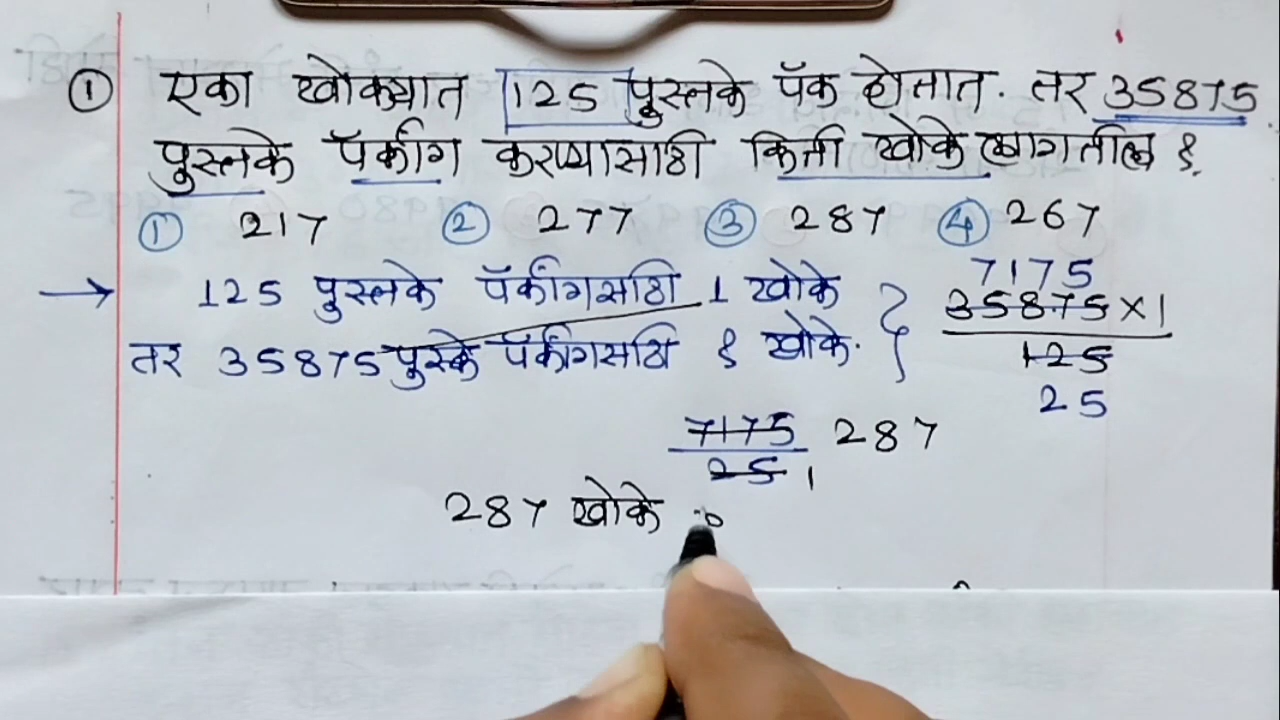 ① एका खोक्यात 125 पुस्तके पॅक होतात. तर 35875
पुस्तके पॅकींग करण्यासाठी किती खोके लागतील ?
① 217 ② 277 ③ 287 ④ 267
→ 125 पुस्तके पॅकींगसाठी 1 खोके
तर 35875 पुस्के पॅकींगसाठि ? खोके.
7175
35875 × 1
125
25
7175 287
25 1
287 खोके